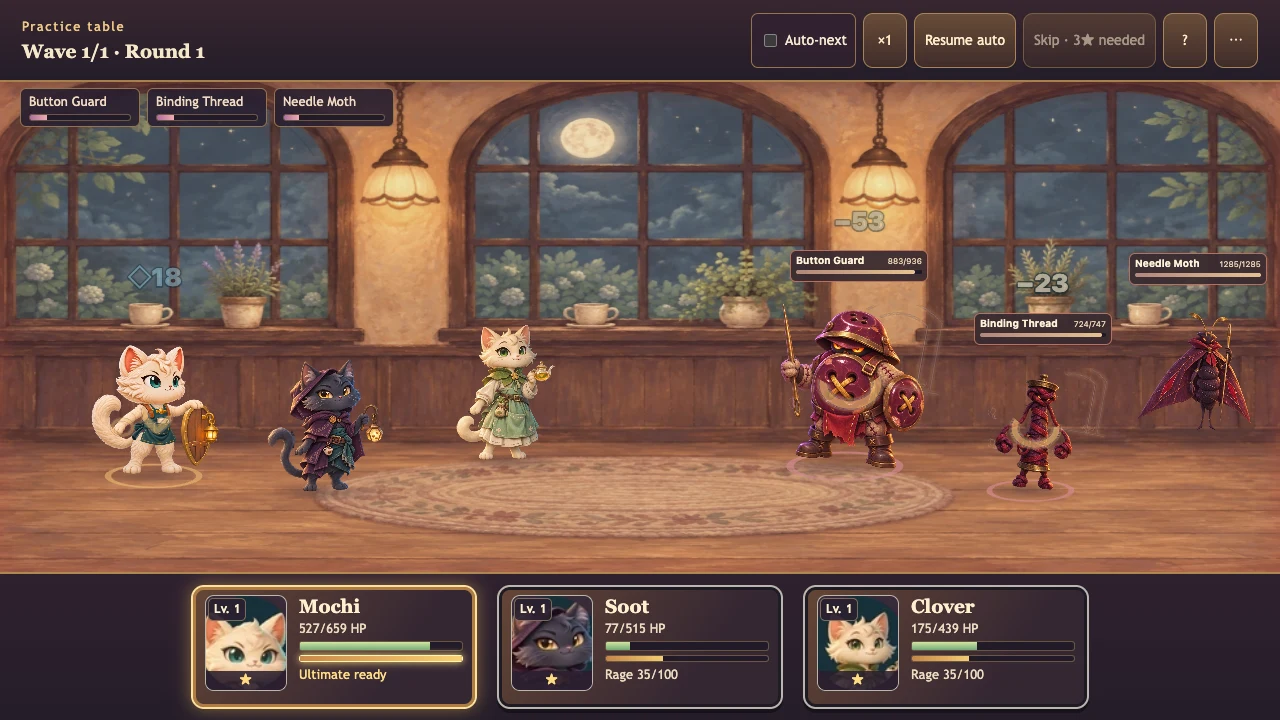 Practice table
Wave 1/1 · Round 1
Auto-next
×1
Resume auto
Skip · 3★ needed
?
···
Button Guard
Binding Thread
Needle Moth
◇18
−53
−23
Button Guard 883/936
Binding Thread 724/747
Needle Moth 1285/1285
Lv. 1
Mochi
527/659 HP
Ultimate ready
Lv. 1
Soot
77/515 HP
Rage 35/100
Lv. 1
Clover
175/439 HP
Rage 35/100